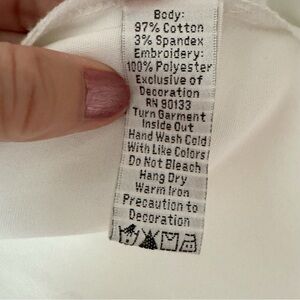 Body:
97% Cotton
3% Spandex
Embroidery:
100% Polyester
Exclusive of
Decoration
RN 90133
Turn Garment
Inside Out
Hand Wash Cold
With Like Colors
Do Not Bleach
Hang Dry
Warm Iron
Precaution to
Decoration